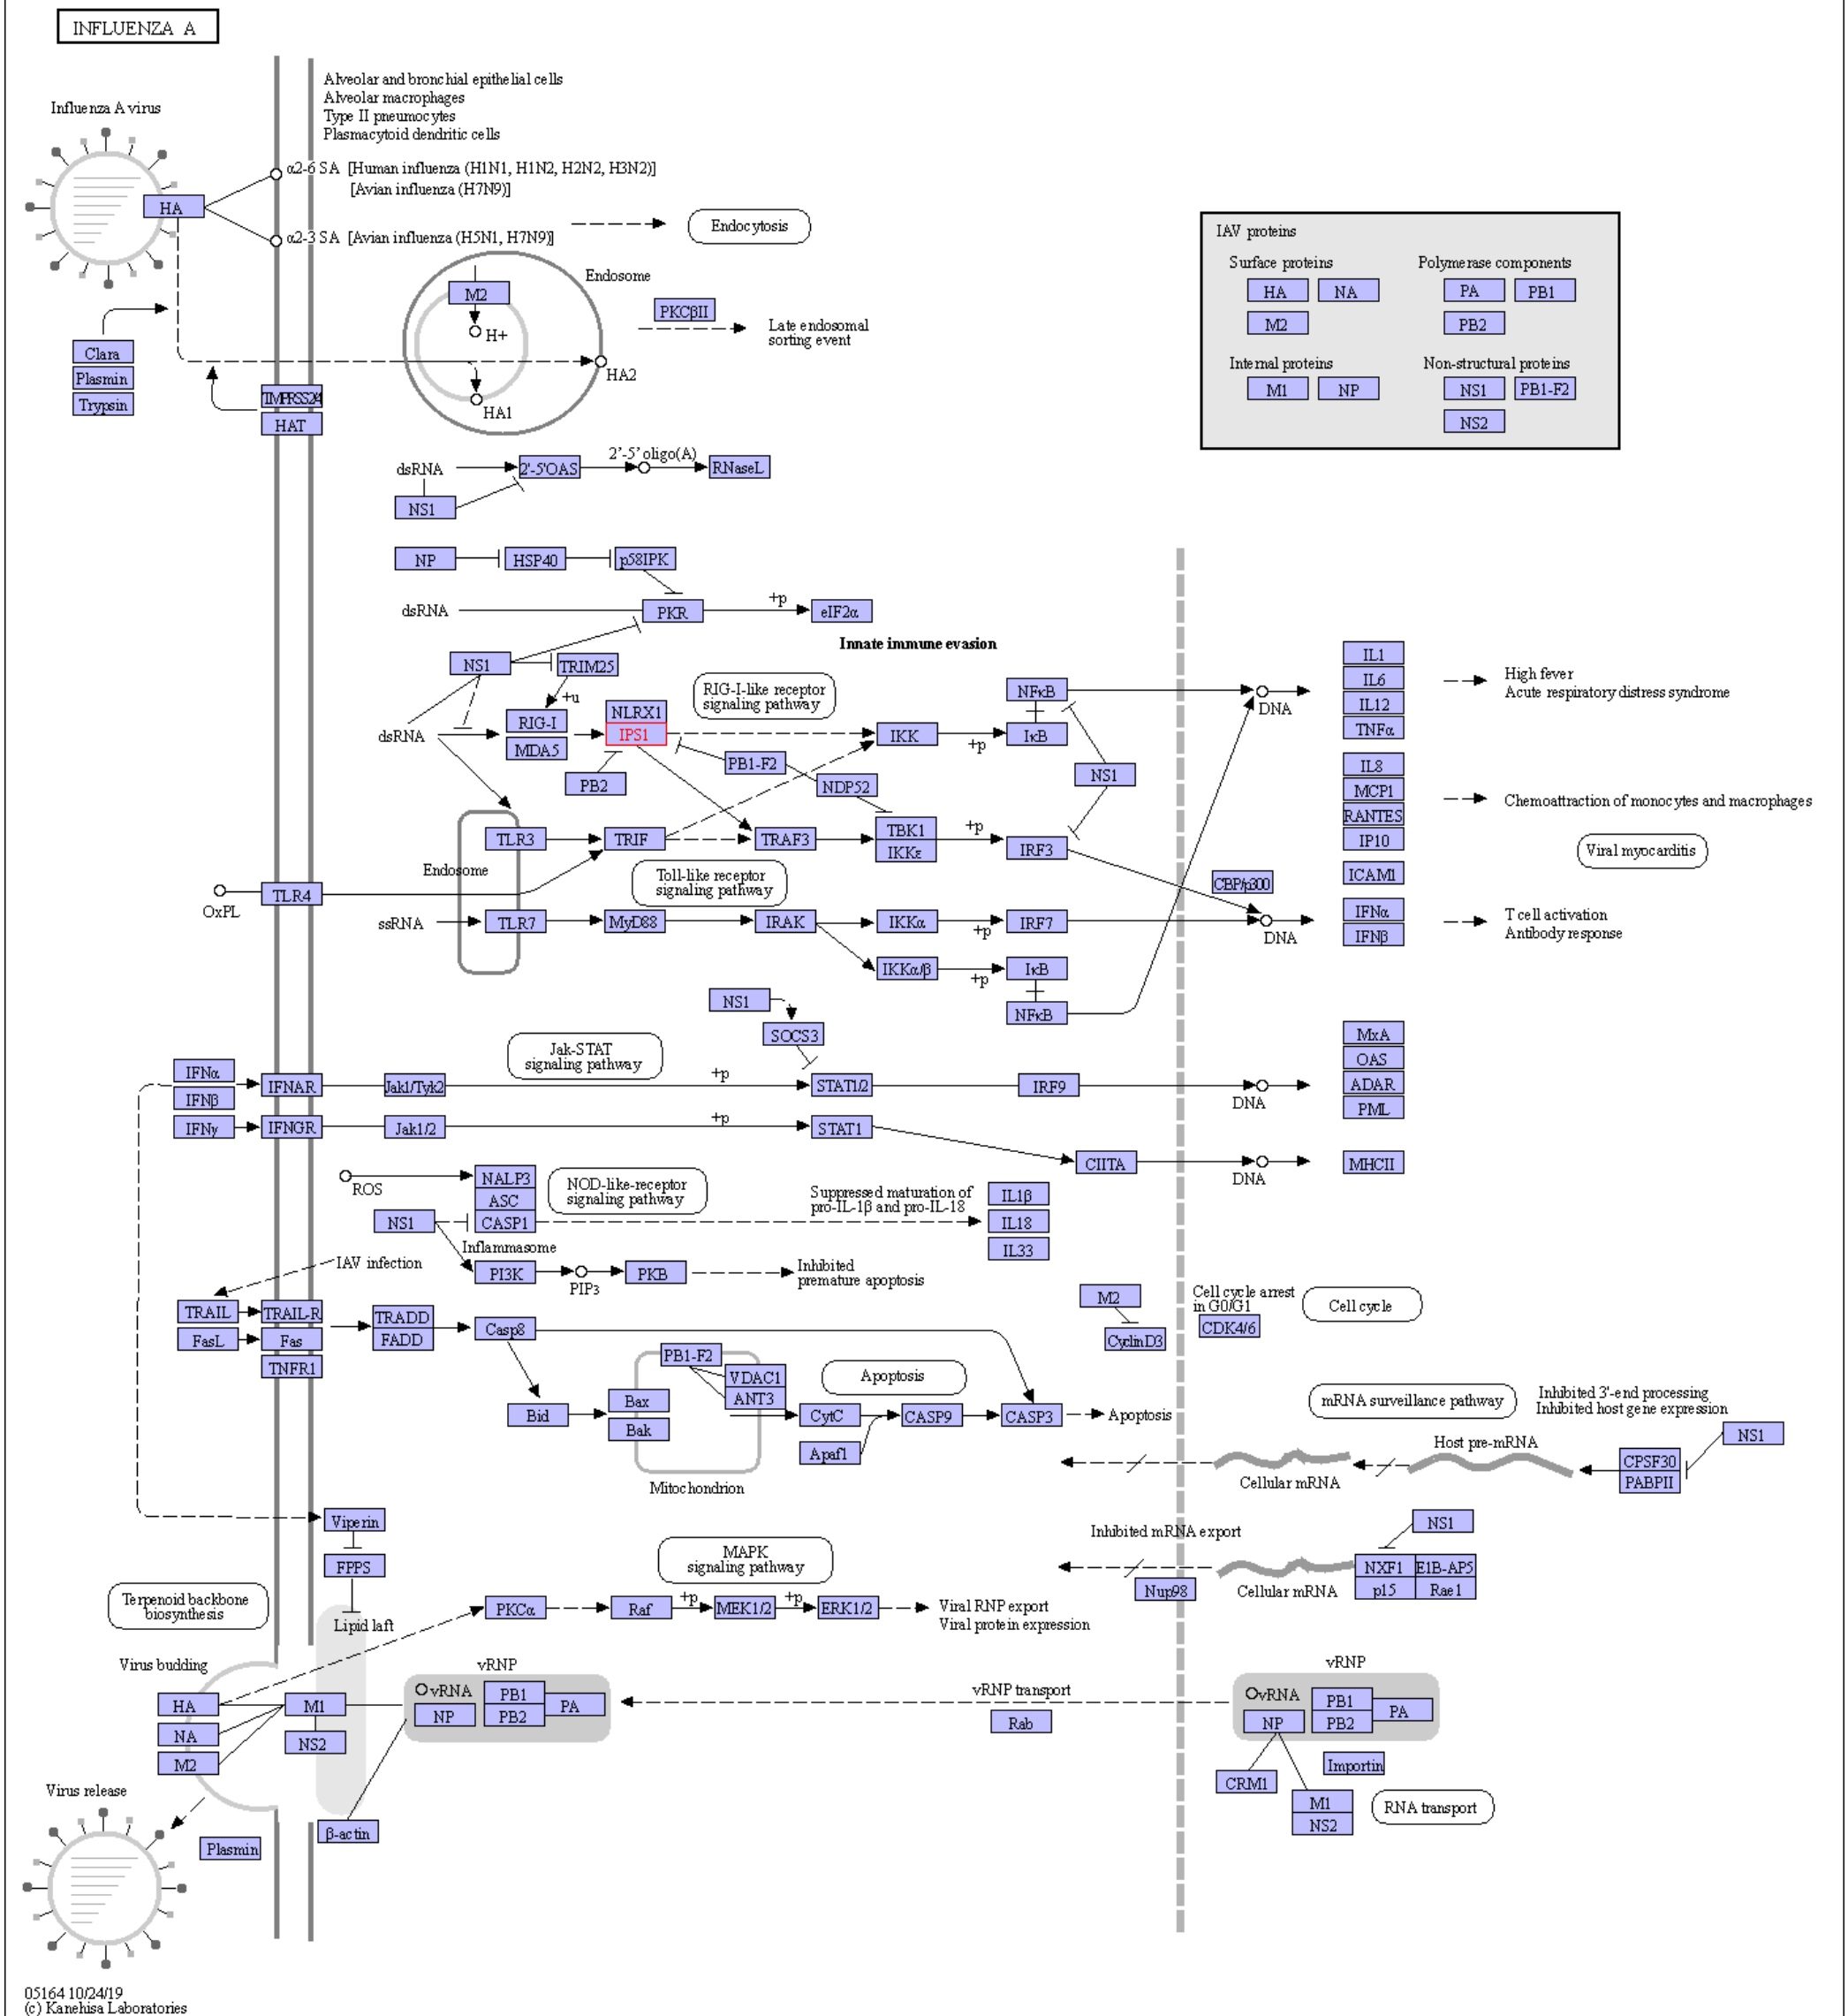 INFLUENZA A
Alveolar and bronchial epithelial cells
Alveolar macrophages
Type II pneumocytes
Plasmacytoid dendritic cells
Influenza A virus
HA
α2-6 SA [Human influenza (H1N1, H1N2, H2N2, H3N2)]
[Avian influenza (H7N9)]
α2-3 SA [Avian influenza (H5N1, H7N9)]
Endocytosis
IAV proteins
Surface proteins
Polymerase components
HA NA
PA PB1
M2
PB2
Internal proteins
Non-structural proteins
M1 NP
NS1 PB1-F2
NS2
Endosome
M2
H+
PKCβII
Late endosomal
sorting event
HA2
HA1
Clara
Plasmin
Trypsin
HAT
dsRNA
2'-5'OAS
2'-5' oligo(A)
RNaseL
NS1
NP
HSP40
p58IPK
dsRNA
PKR
+p
eIF2α
Innate immune evasion
NS1
TRIM25
+u
RIG-I-like receptor
signaling pathway
dsRNA
RIG-I
MDA5
NLRX1
IPS1
IKK
+p
NFκB
IκB
DNA
PB2
PB1-F2
NDP52
NS1
IL1
IL6
IL12
TNFα
High fever
Acute respiratory distress syndrome
IL8
MCP1
RANTES
IP10
Chemoattraction of monocytes and macrophages
Viral myocarditis
ICAM1
IFNα
IFNβ
T cell activation
Antibody response
TLR3
TRIF
TRAF3
TBK1
IKKε
+p
IRF3
Endosome
Toll-like receptor
signaling pathway
CBP/p300
OxPL
TLR4
ssRNA
TLR7
MyD88
IRAK
IKKα
+p
IRF7
DNA
IKKα/β
+p
IκB
NFκB
NS1
SOCS3
Jak-STAT
signaling pathway
IFNα
IFNβ
IFNAR
Jak1/Tyk2
+p
STAT1/2
IRF9
DNA
MxA
OAS
ADAR
PML
IFNγ
IFNGR
Jak1/2
+p
STAT1
CIITA
DNA
MHCII
ROS
NALP3
ASC
CASP1
NOD-like-receptor
signaling pathway
NS1
Suppressed maturation of
pro-IL-1β and pro-IL-18
IL1β
IL18
IL33
Inflammasome
IAV infection
PI3K
PIP3
PKB
Inhibited
premature apoptosis
TRAIL
TRAIL-R
FasL
Fas
TNFR1
TRADD
FADD
Casp8
M2
CyclinD3
Cell cycle arrest
in G0/G1
CDK4/6
Cell cycle
PB1-F2
VDAC1
ANT3
Apoptosis
Bid
Bax
Bak
CytC
Apaf1
CASP9
CASP3
Apoptosis
Mitochondrion
mRNA surveillance pathway
Inhibited 3'-end processing
Inhibited host gene expression
NS1
Host pre-mRNA
CPSF30
PABPII
Cellular mRNA
Viperin
FPPS
Lipid laft
Terpenoid backbone
biosynthesis
MAPK
signaling pathway
Inhibited mRNA export
NS1
Nup98
Cellular mRNA
NXF1 E1B-AP5
p15 Rae1
PKCα
Raf
+p
MEK1/2
+p
ERK1/2
Viral RNP export
Viral protein expression
Virus budding
HA
NA
M2
M1
NS2
vRNP
vRNA
NP
PB1
PB2
PA
vRNP transport
Rab
vRNP
vRNA
NP
PB1
PB2
PA
CRM1
Importin
M1
NS2
RNA transport
β-actin
Virus release
Plasmin
05164 10/24/19
(c) Kanehisa Laboratories